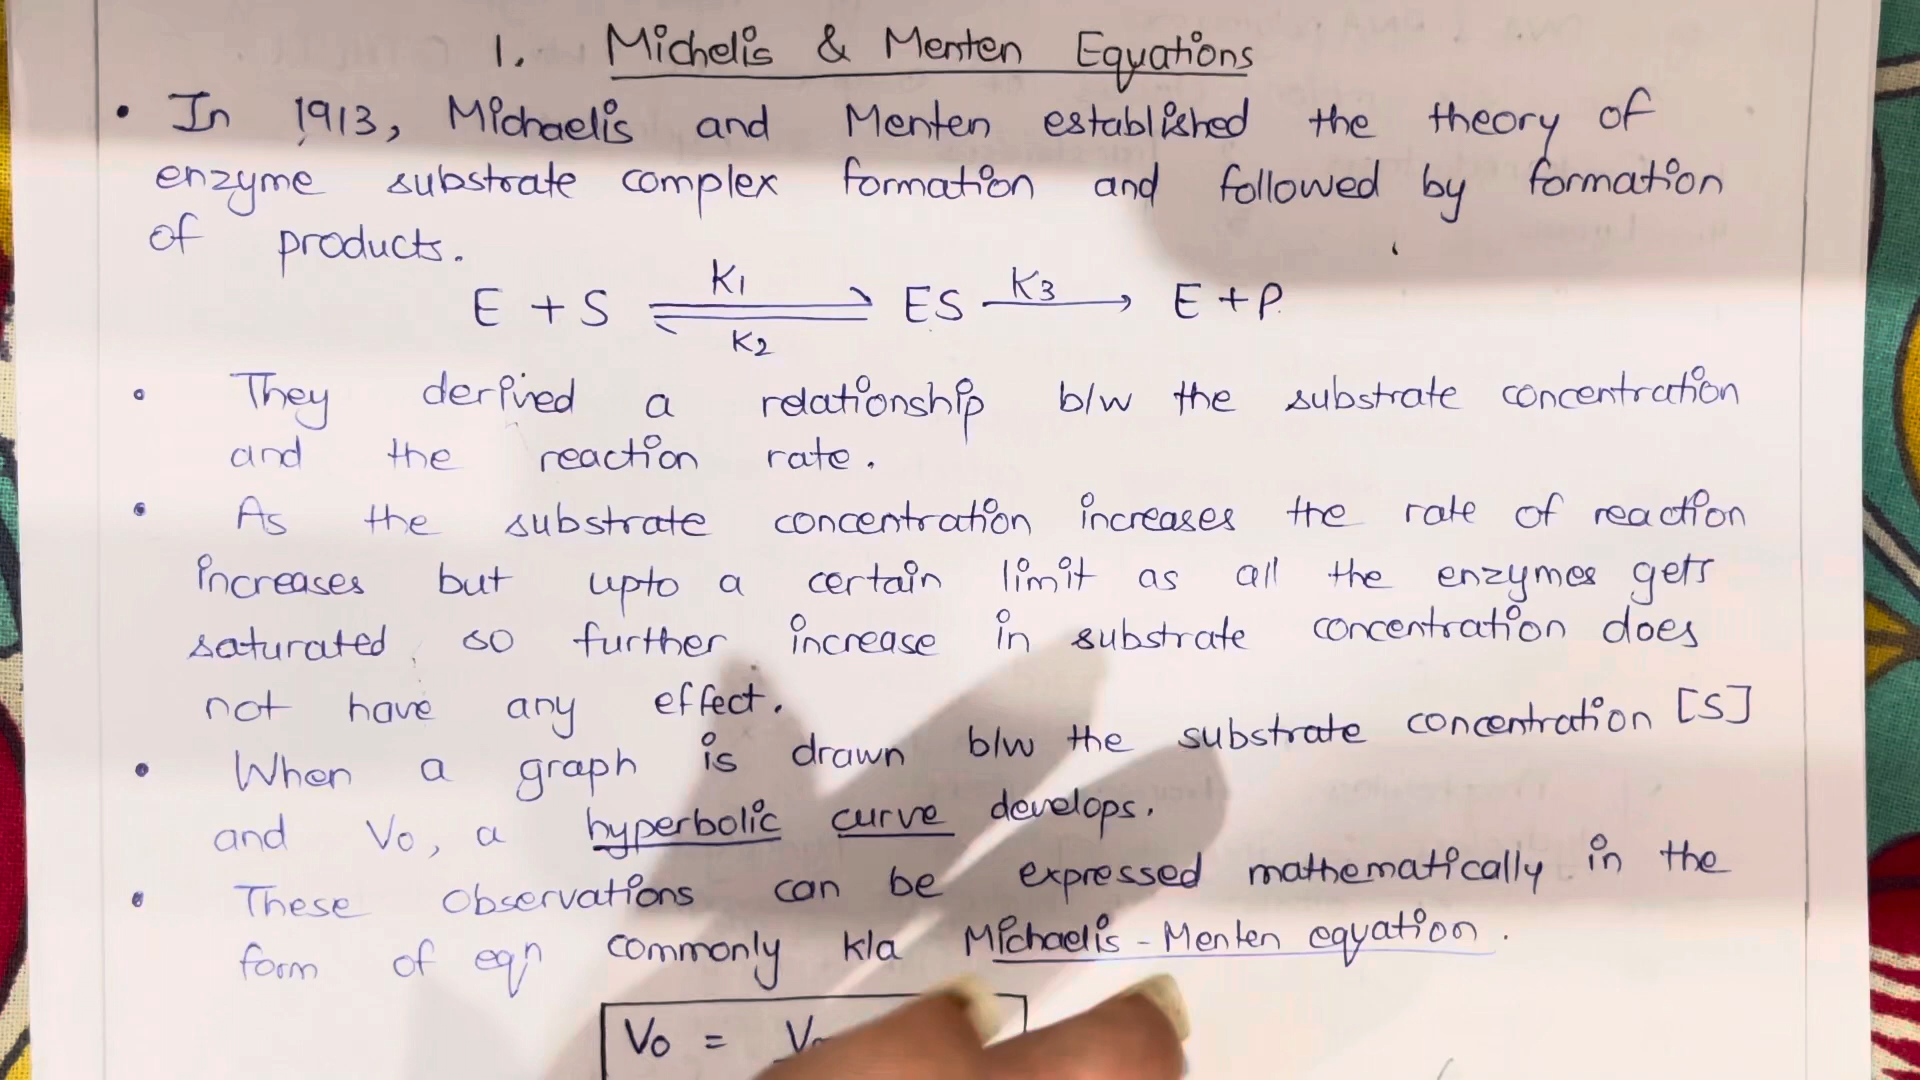 1. Michelis & Menten Equations
• In 1913, Michaelis and Menten established the theory of
enzyme substrate complex formation and followed by formation
of products.
K1
E + S ⇌ ES —K3→ E + P
K2
• They derived a relationship b/w the substrate concentration
and the reaction rate.
• As the substrate concentration increases the rate of reaction
increases but upto a certain limit as all the enzymes gets
saturated so further increase in substrate concentration does
not have any effect.
• When a graph is drawn b/w the substrate concentration [S]
and Vo, a hyperbolic curve develops.
• These observations can be expressed mathematically in the
form of eqn commonly k/a Michaelis-Menten equation.
Vo =